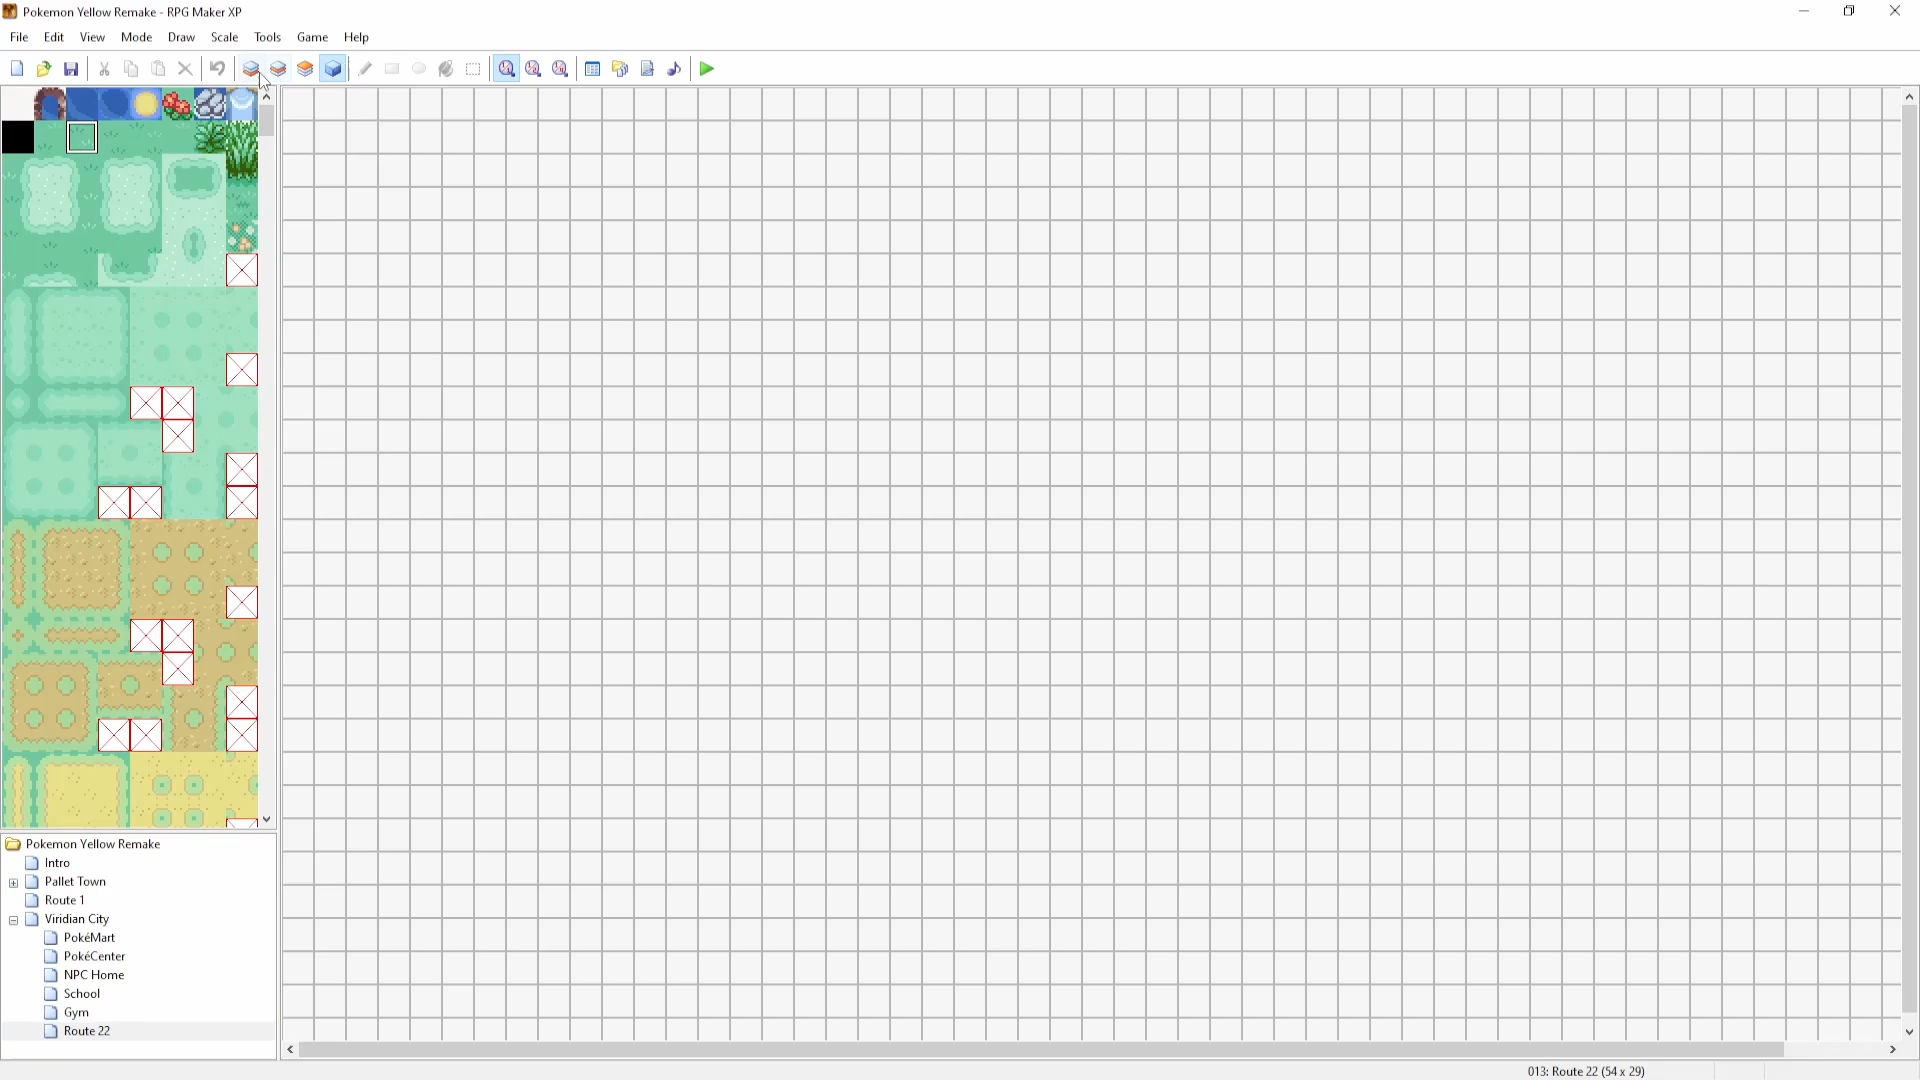 Pokemon Yellow Remake - RPG Maker XP
File Edit View Mode Draw Scale Tools Game Help
Pokemon Yellow Remake
Intro
Pallet Town
Route 1
Viridian City
PokéMart
PokéCenter
NPC Home
School
Gym
Route 22
013: Route 22 (54 x 29)